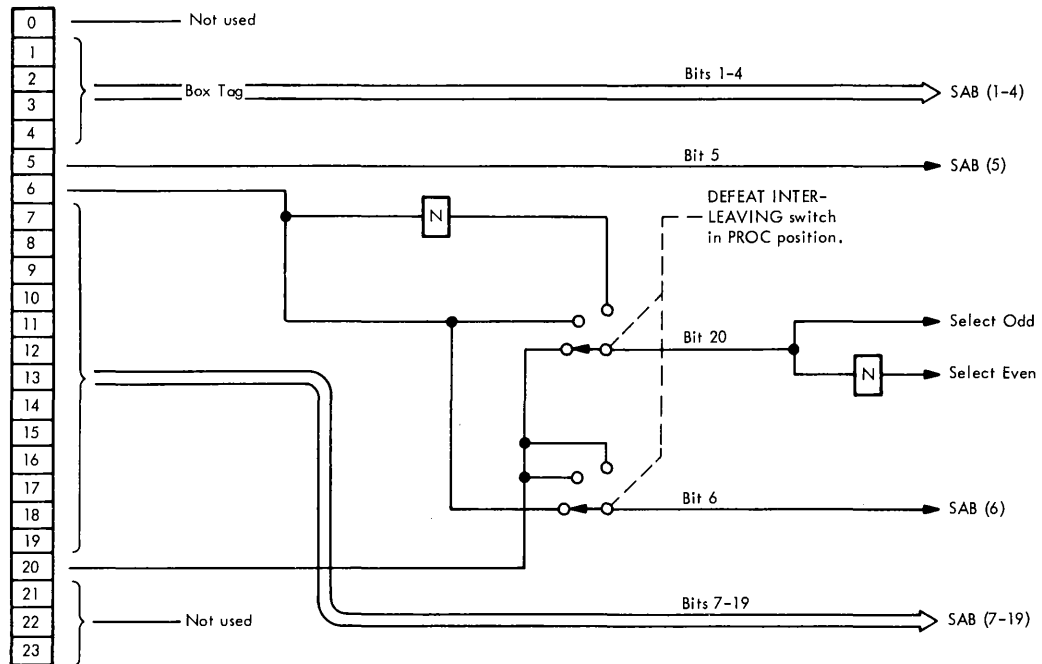 0
Not used
1
2
3
4
Box Tag
Bits 1-4
SAB (1-4)
5
Bit 5
SAB (5)
6
7
8
9
10
11
12
13
14
15
16
17
18
19
20
21
22
23
N
DEFEAT INTER-
LEAVING switch
in PROC position.
Bit 20
Select Odd
N
Select Even
Bit 6
SAB (6)
Bits 7-19
SAB (7-19)
Not used